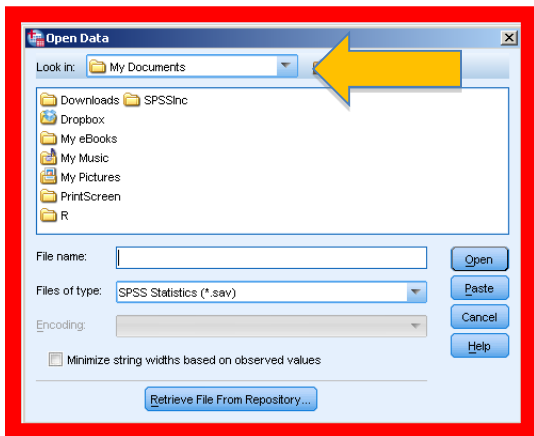 Open Data
Look in: My Documents
Downloads SPSSInc
Dropbox
My eBooks
My Music
My Pictures
PrintScreen
R
File name: Open
Files of type: SPSS Statistics (*.sav) Paste
Encoding: Cancel
Minimize string widths based on observed values Help
Retrieve File From Repository...